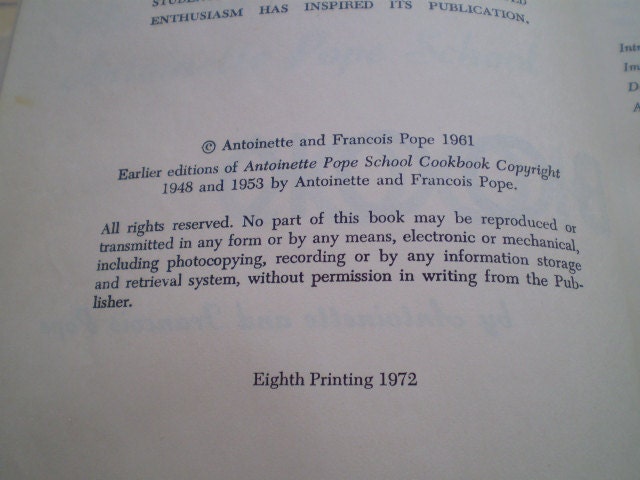 ENTHUSIASM HAS INSPIRED ITS PUBLICATION.
© Antoinette and Francois Pope 1961
Earlier editions of Antoinette Pope School Cookbook Copyright
1948 and 1953 by Antoinette and Francois Pope.
All rights reserved. No part of this book may be reproduced or
transmitted in any form or by any means, electronic or mechanical,
including photocopying, recording or by any information storage
and retrieval system, without permission in writing from the Pub-
lisher.
Eighth Printing 1972